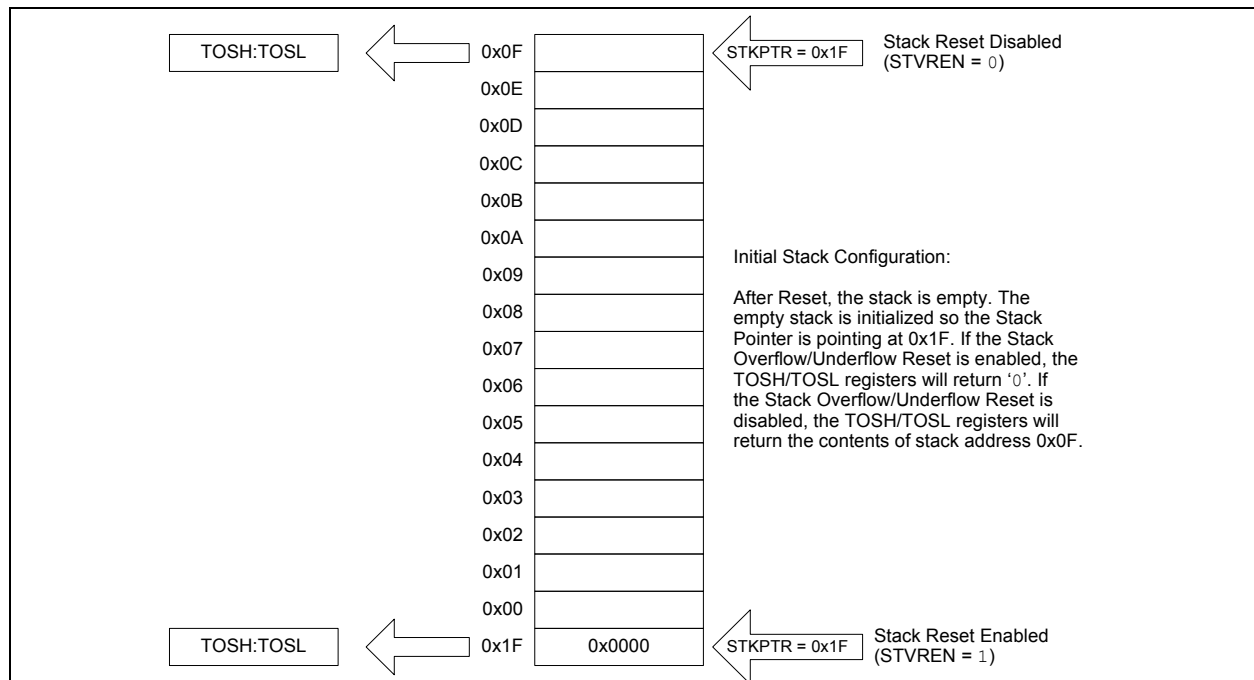 TOSH:TOSL
0x0F
STKPTR = 0x1F
Stack Reset Disabled
(STVREN = 0)
0x0E
0x0D
0x0C
0x0B
0x0A
0x09
0x08
0x07
0x06
0x05
0x04
0x03
0x02
0x01
0x00
Initial Stack Configuration:
After Reset, the stack is empty. The
empty stack is initialized so the Stack
Pointer is pointing at 0x1F. If the Stack
Overflow/Underflow Reset is enabled, the
TOSH/TOSL registers will return ‘0’. If
the Stack Overflow/Underflow Reset is
disabled, the TOSH/TOSL registers will
return the contents of stack address 0x0F.
TOSH:TOSL
0x1F
0x0000
STKPTR = 0x1F
Stack Reset Enabled
(STVREN = 1)